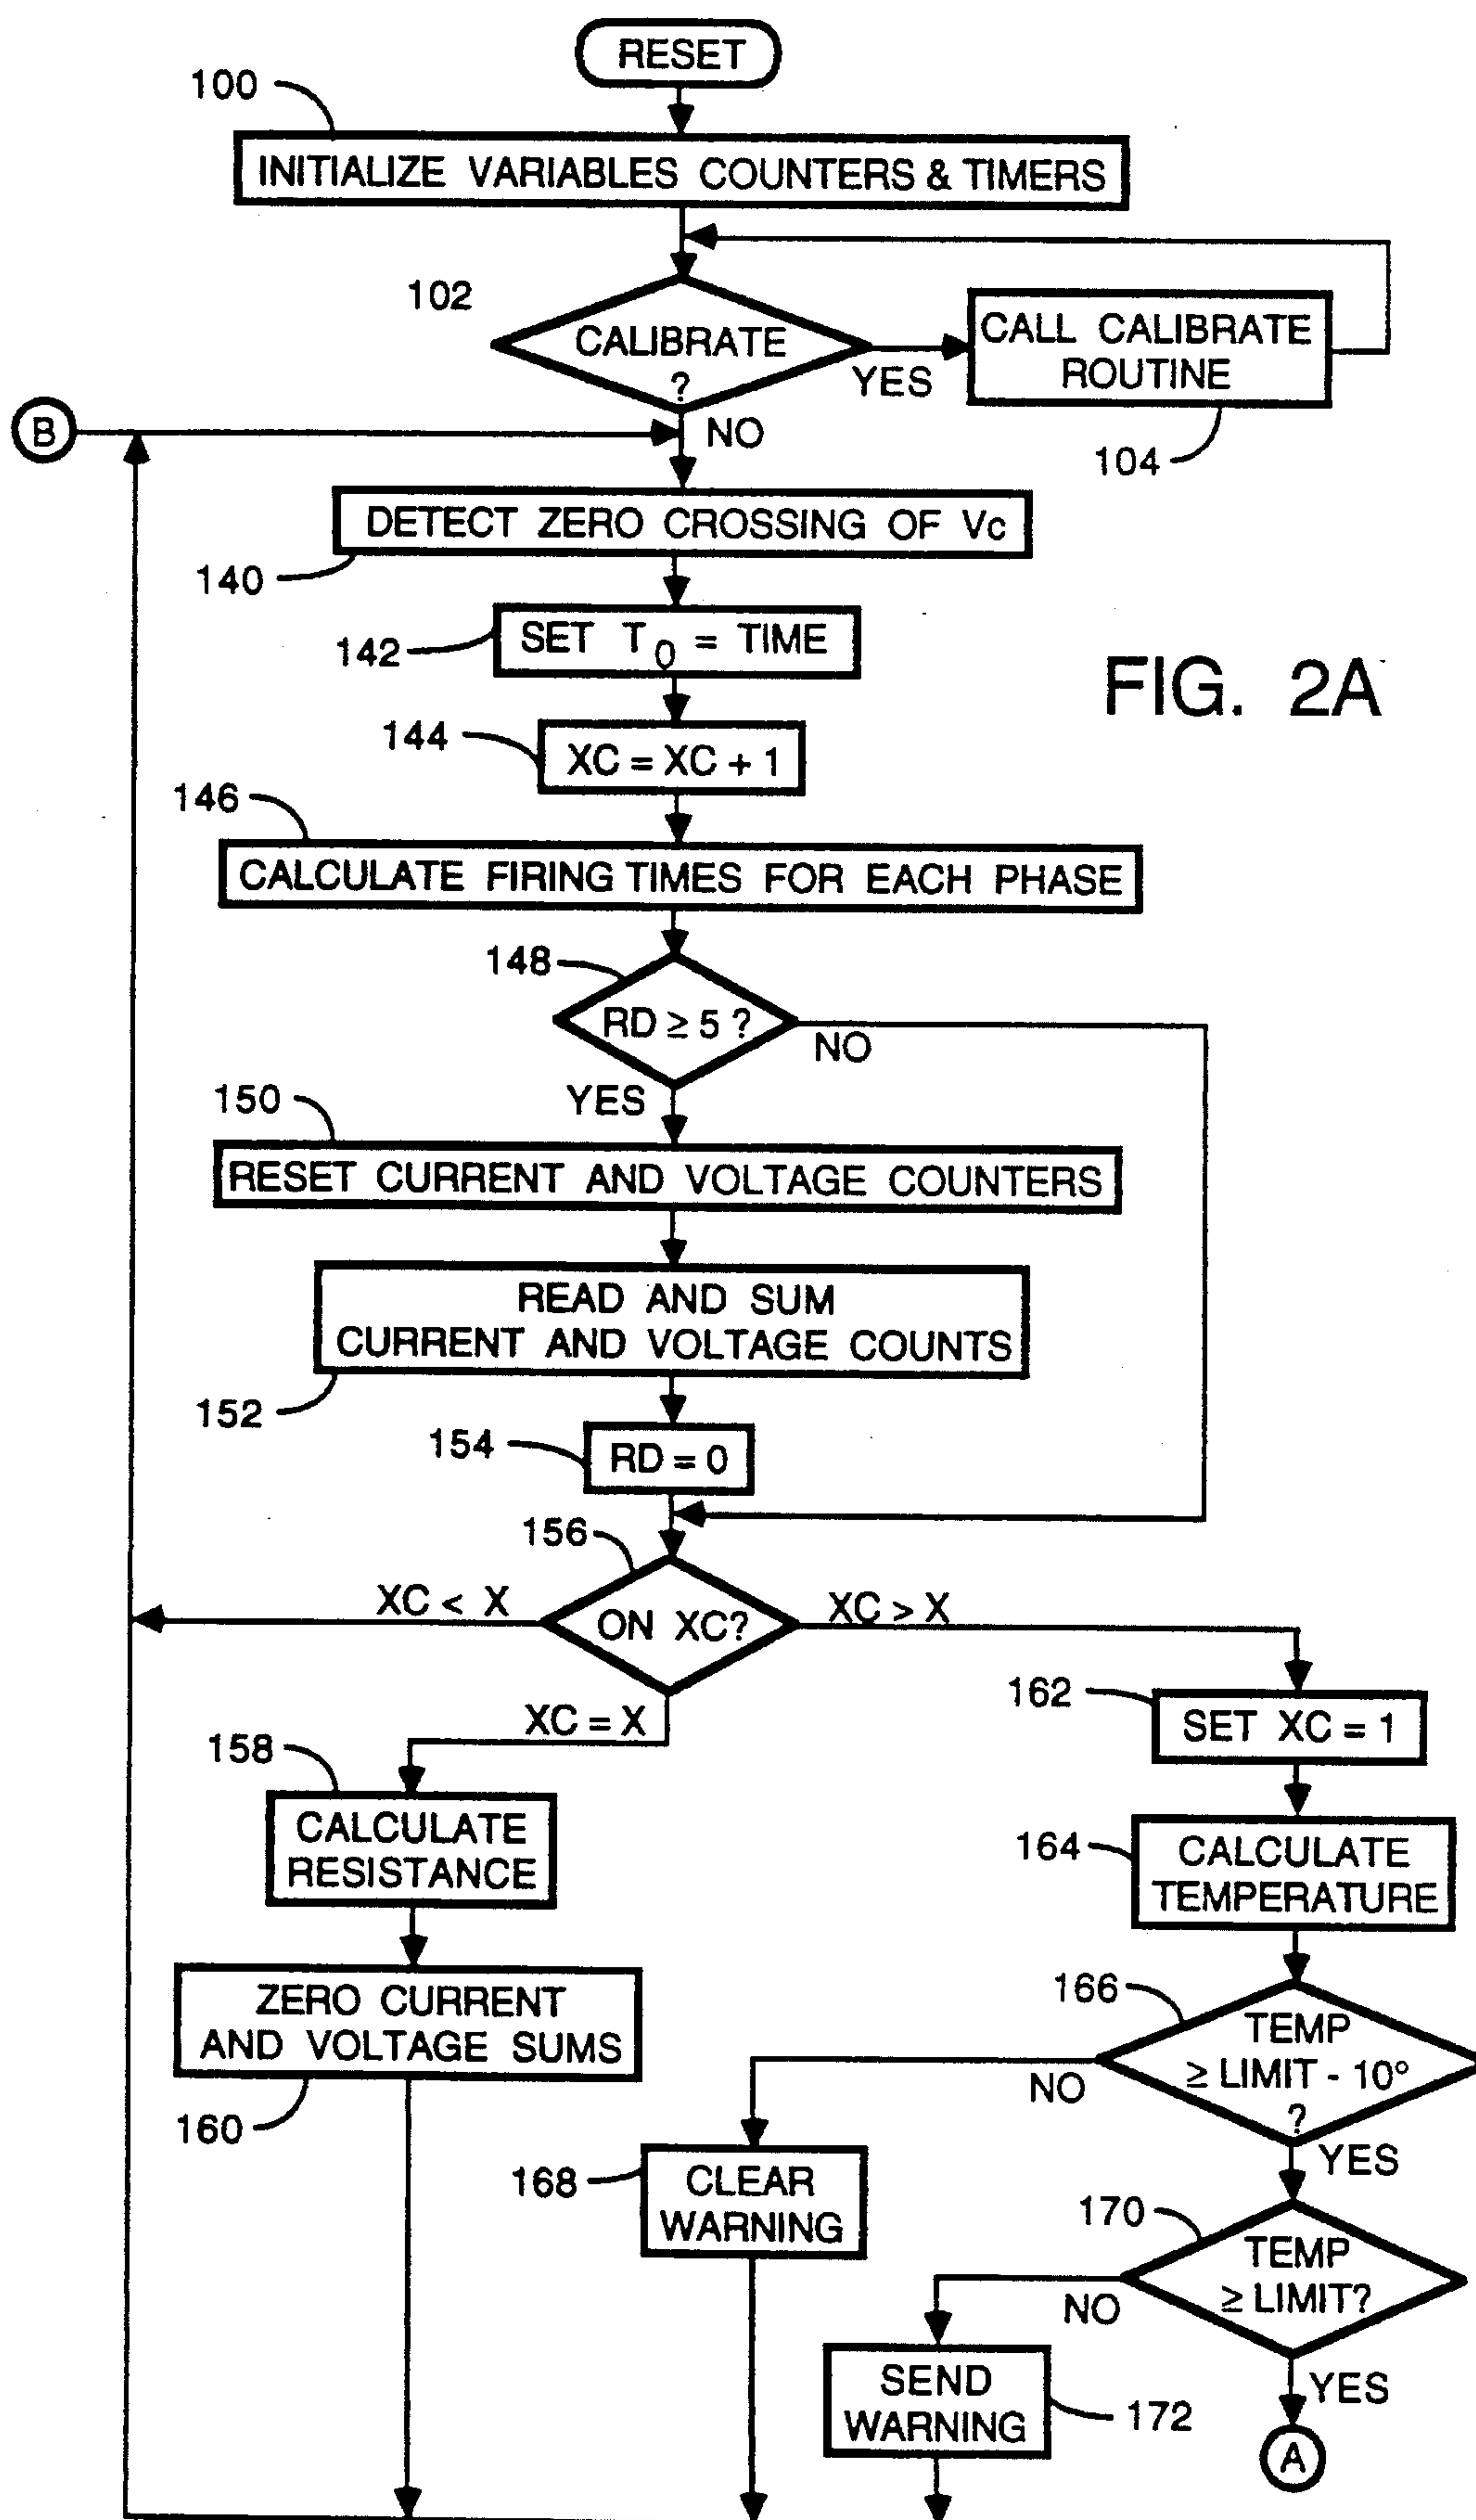 RESET
100
INITIALIZE VARIABLES COUNTERS & TIMERS
102
CALIBRATE
?
YES
CALL CALIBRATE
ROUTINE
104
B
NO
DETECT ZERO CROSSING OF Vc
140
SET T0 = TIME
142
FIG. 2A
144
XC = XC + 1
146
CALCULATE FIRING TIMES FOR EACH PHASE
148
RD ≥ 5 ?
NO
YES
150
RESET CURRENT AND VOLTAGE COUNTERS
READ AND SUM
CURRENT AND VOLTAGE COUNTS
152
154
RD = 0
156
XC < X
ON XC?
XC > X
XC = X
162
SET XC = 1
158
CALCULATE
RESISTANCE
164
CALCULATE
TEMPERATURE
ZERO CURRENT
AND VOLTAGE SUMS
160
166
TEMP
≥ LIMIT - 10°
?
NO
YES
168
CLEAR
WARNING
170
TEMP
≥ LIMIT?
NO
YES
SEND
WARNING
172
A